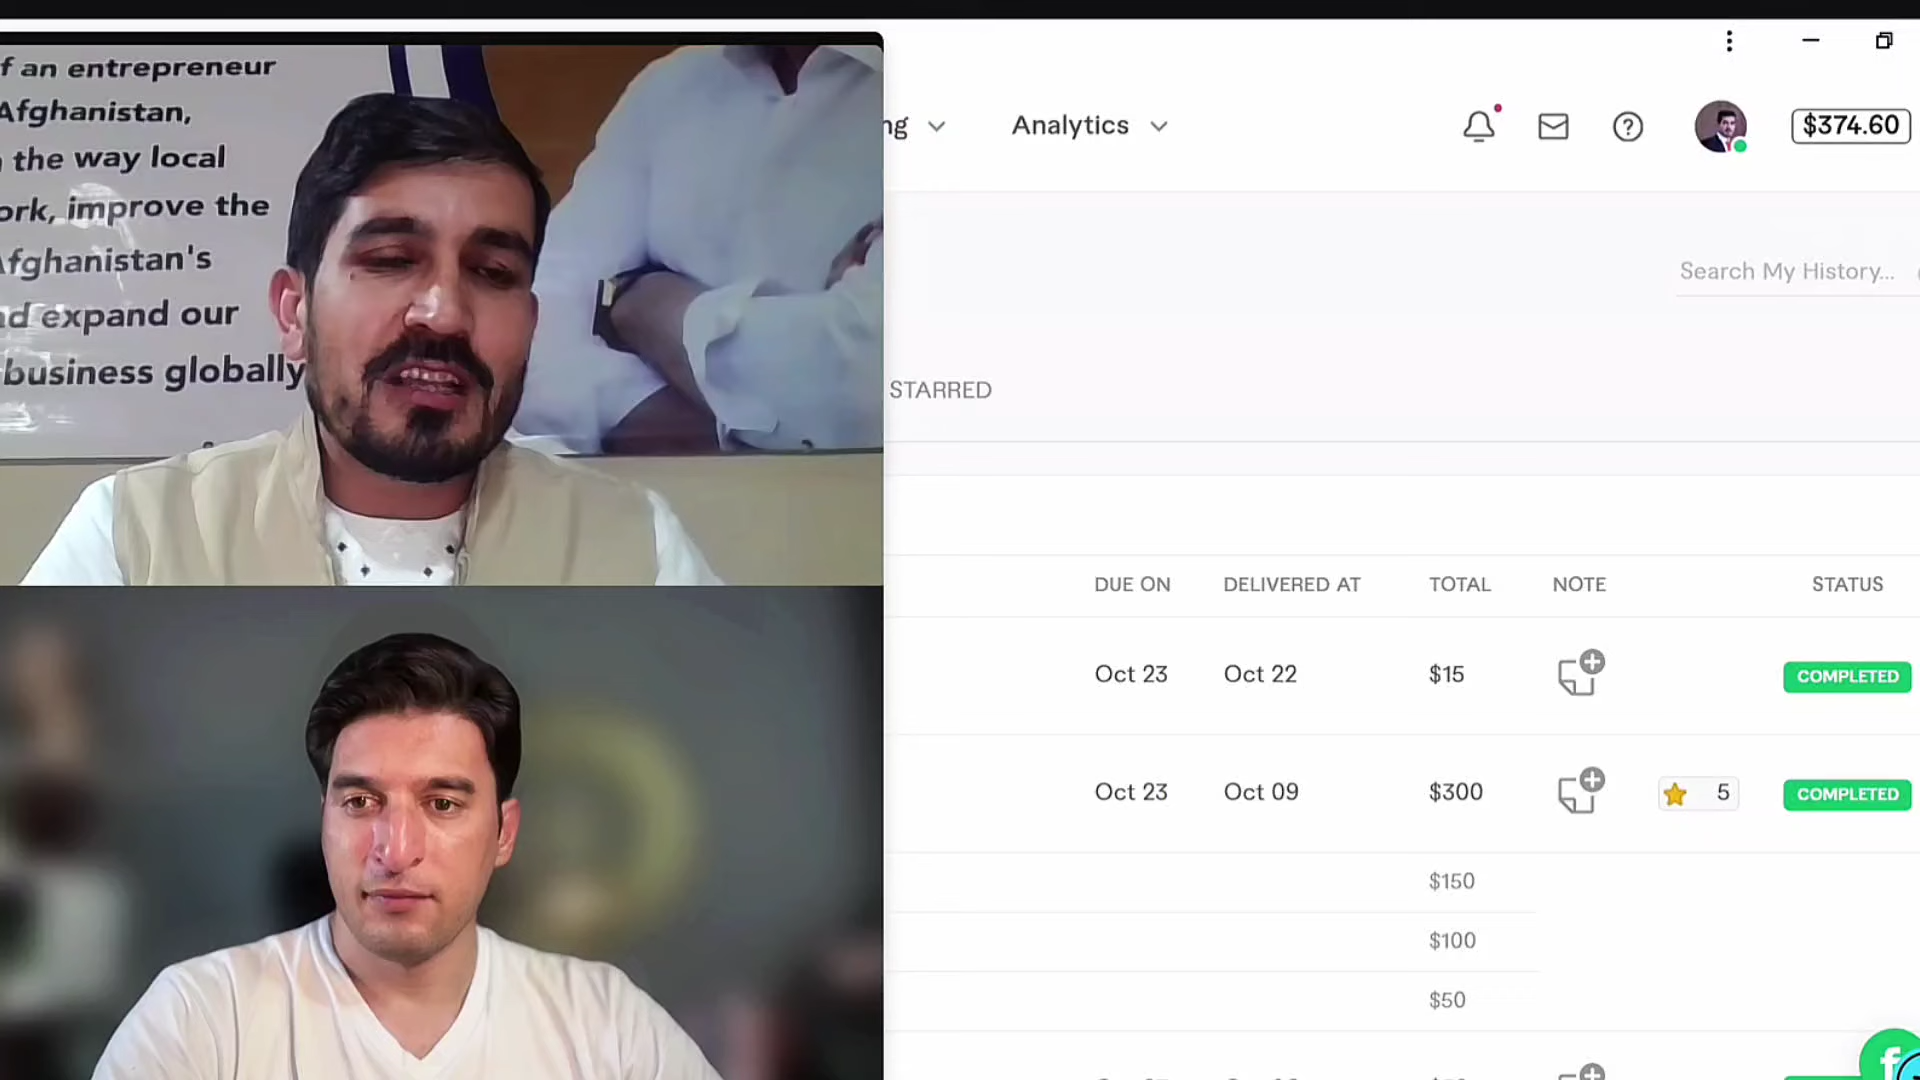 f an entrepreneur
Afghanistan,
the way local
ork, improve the
Afghanistan's
nd expand our
business globally
ng
Analytics
$374.60
Search My History...
STARRED
DUE ON
DELIVERED AT
TOTAL
NOTE
STATUS
Oct 23
Oct 22
$15
COMPLETED
Oct 23
Oct 09
$300
5
COMPLETED
$150
$100
$50